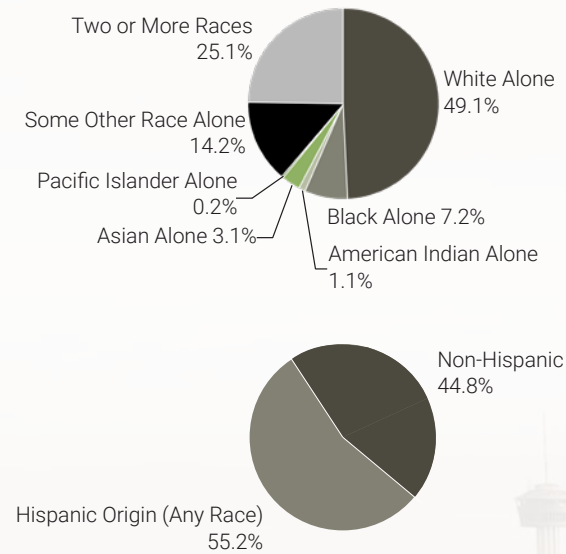 Two or More Races
25.1%
White Alone
49.1%
Some Other Race Alone
14.2%
Pacific Islander Alone
0.2%
Black Alone 7.2%
Asian Alone 3.1%
American Indian Alone
1.1%
Non-Hispanic
44.8%
Hispanic Origin (Any Race)
55.2%